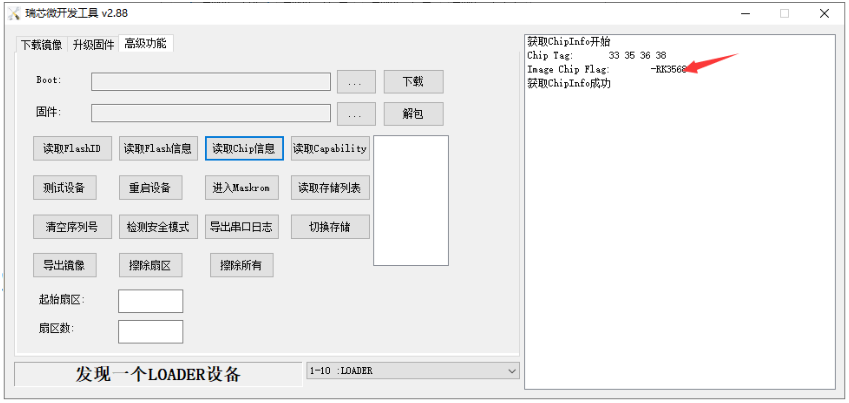 瑞芯微开发工具 v2.88
下载镜像 升级固件 高级功能
Boot: ... 下载
固件: ... 解包
读取FlashID 读取Flash信息 读取Chip信息 读取Capability
测试设备 重启设备 进入Maskrom 读取存储列表
清空序列号 检测安全模式 导出串口日志 切换存储
导出镜像 擦除扇区 擦除所有
起始扇区:
扇区数:
发现一个LOADER设备 1-10 :LOADER
获取ChipInfo开始
Chip Tag: 33 35 36 38
Image Chip Flag: -RK3568
获取ChipInfo成功